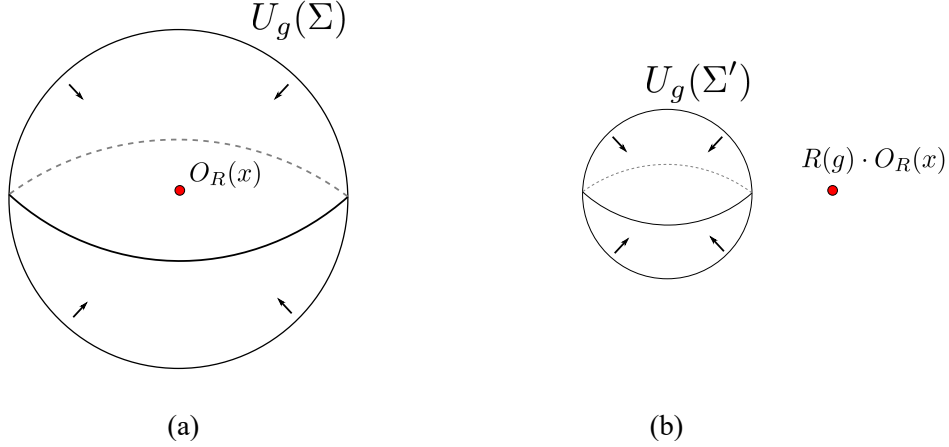 U_g(Σ)
O_R(x)
(a)
U_g(Σ′)
R(g) · O_R(x)
(b)